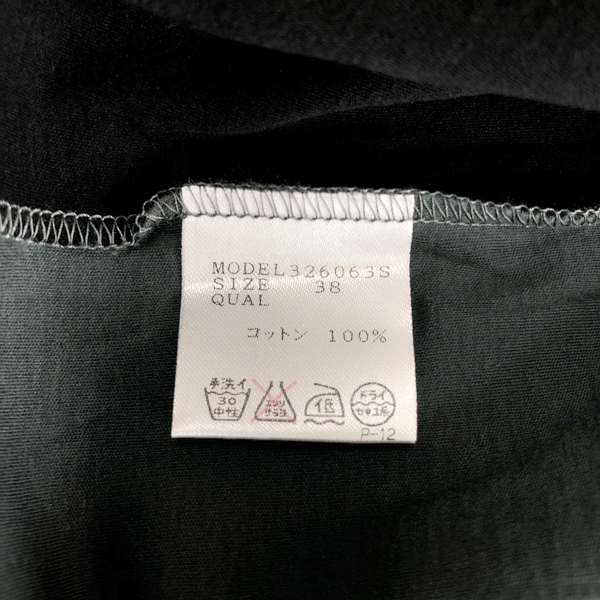 MODEL326063S
SIZE 38
QUAL
コットン 100%
手洗イ
30
中性
エンソ
サラシ
低
ドライ
セキユ系
P-12